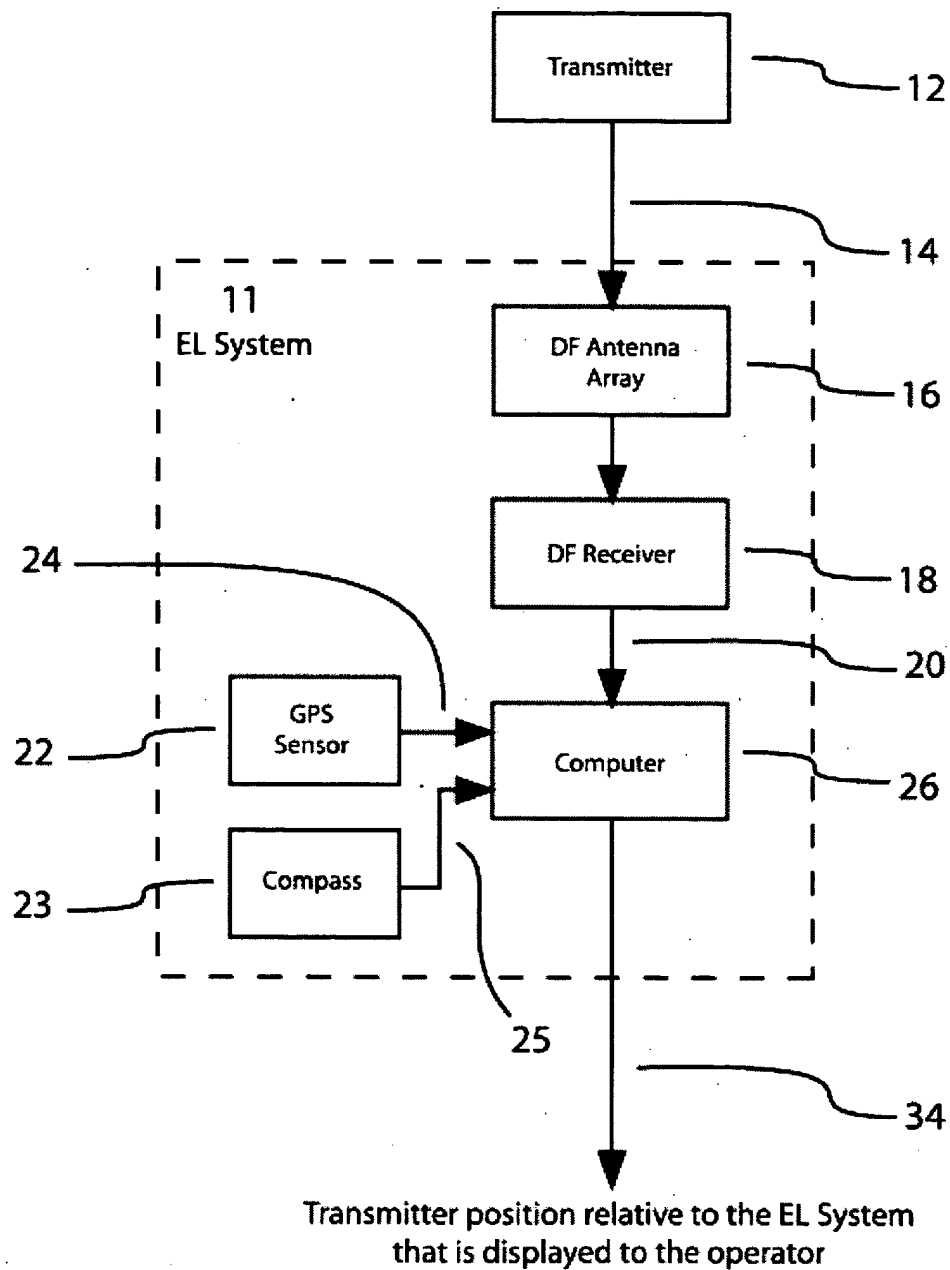 Transmitter
12
14
11
EL System
DF Antenna
Array
16
DF Receiver
18
24
20
GPS
Sensor
22
Computer
26
Compass
23
25
34
Transmitter position relative to the EL System
that is displayed to the operator